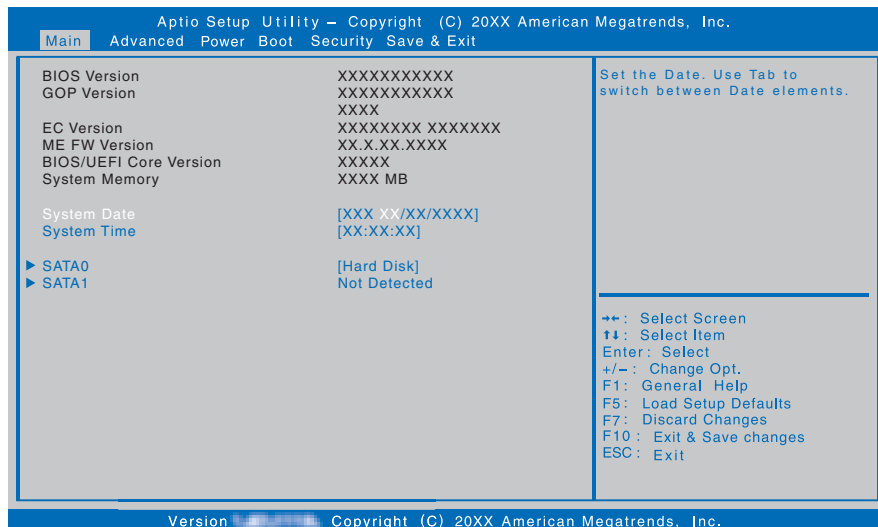 Aptio Setup Utility – Copyright (C) 20XX American Megatrends, Inc.
Main Advanced Power Boot Security Save & Exit
BIOS Version XXXXXXXXXXX
GOP Version XXXXXXXXXXX
XXXX
EC Version XXXXXXXX XXXXXXX
ME FW Version XX.X.XX.XXXX
BIOS/UEFI Core Version XXXXX
System Memory XXXX MB
System Date [XXX XX/XX/XXXX]
System Time [XX:XX:XX]
▶ SATA0 [Hard Disk]
▶ SATA1 Not Detected
Set the Date. Use Tab to
switch between Date elements.
→← : Select Screen
↑↓ : Select Item
Enter : Select
+/– : Change Opt.
F1 : General Help
F5 : Load Setup Defaults
F7 : Discard Changes
F10 : Exit & Save changes
ESC : Exit
Version Copyright (C) 20XX American Megatrends, Inc.